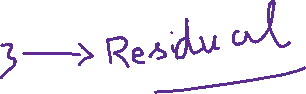 3 → Residual